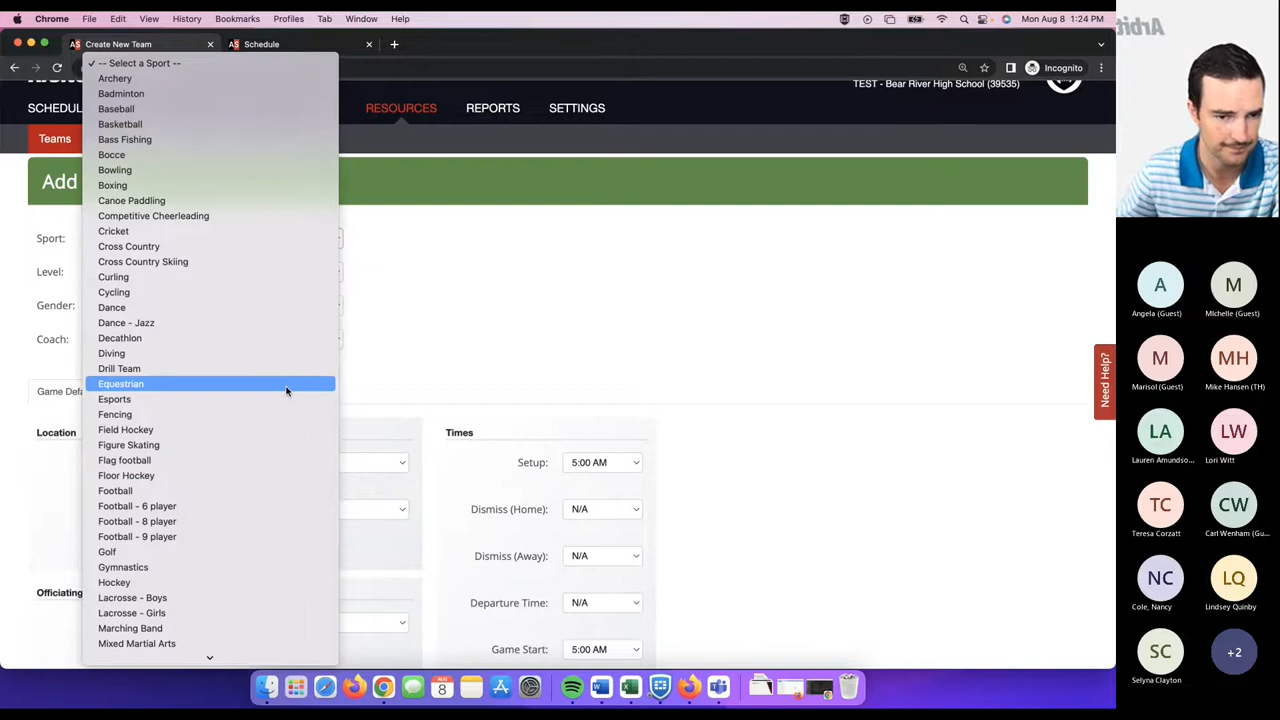 Chrome File Edit View History Bookmarks Profiles Tab Window Help Mon Aug 8 1:24 PM
AS Create New Team AS Schedule
Incognito
TEST - Bear River High School (39535)
SCHEDUL RESOURCES REPORTS SETTINGS
Teams
Add
Sport:
Level:
Gender:
Coach:
Game Defa
Location
Officiating
-- Select a Sport --
Archery
Badminton
Baseball
Basketball
Bass Fishing
Bocce
Bowling
Boxing
Canoe Paddling
Competitive Cheerleading
Cricket
Cross Country
Cross Country Skiing
Curling
Cycling
Dance
Dance - Jazz
Decathlon
Diving
Drill Team
Equestrian
Esports
Fencing
Field Hockey
Figure Skating
Flag football
Floor Hockey
Football
Football - 6 player
Football - 8 player
Football - 9 player
Golf
Gymnastics
Hockey
Lacrosse - Boys
Lacrosse - Girls
Marching Band
Mixed Martial Arts
Times
Setup: 5:00 AM
Dismiss (Home): N/A
Dismiss (Away): N/A
Departure Time: N/A
Game Start: 5:00 AM
Need Help?
A M
Angela (Guest) Michelle (Guest)
M MH
Marisol (Guest) Mike Hansen (TH)
LA LW
Lauren Amundso... Lori Witt
TC CW
Teresa Corzatt Carl Wenham (Gu...
NC LQ
Cole, Nancy Lindsey Quinby
SC +2
Selyna Clayton
AUG
8